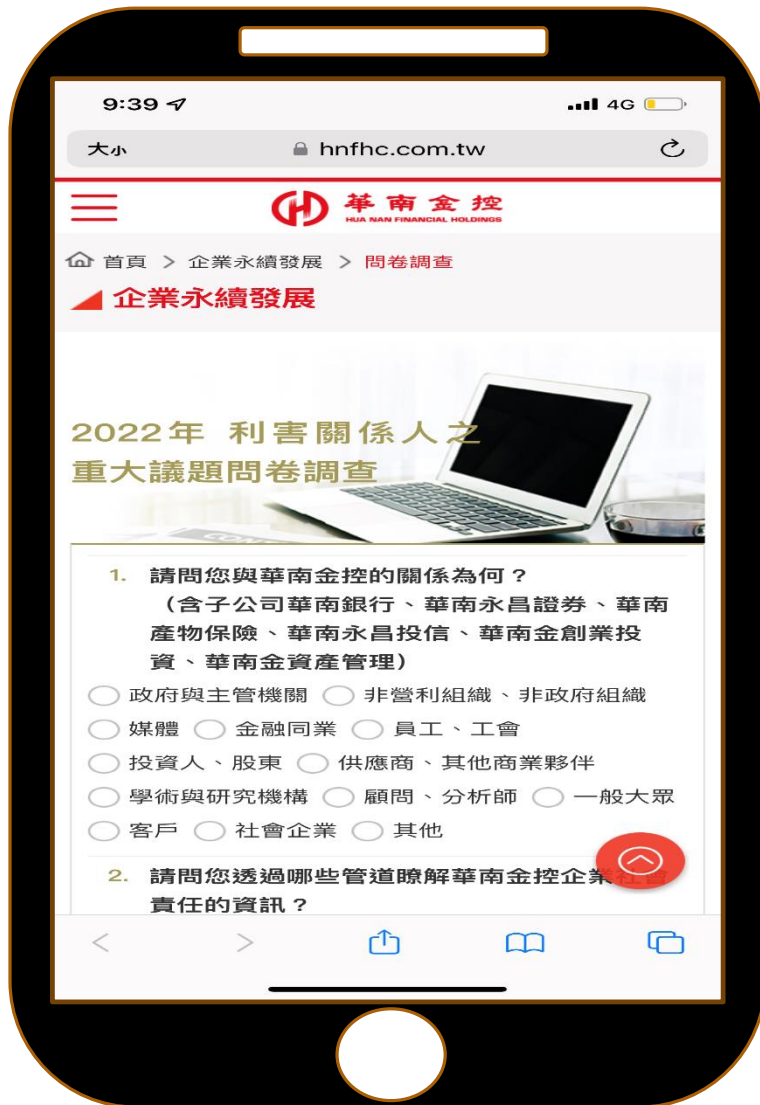 9:39
4G
大小
hnfhc.com.tw
華南金控
HUA NAN FINANCIAL HOLDINGS
首頁 > 企業永續發展 > 問卷調查
企業永續發展
2022年 利害關係人之
重大議題問卷調查
1. 請問您與華南金控的關係為何？
（含子公司華南銀行、華南永昌證券、華南
產物保險、華南永昌投信、華南金創業投
資、華南金資產管理）
政府與主管機關 非營利組織、非政府組織
媒體 金融同業 員工、工會
投資人、股東 供應商、其他商業夥伴
學術與研究機構 顧問、分析師 一般大眾
客戶 社會企業 其他
2. 請問您透過哪些管道瞭解華南金控企業社會
責任的資訊？